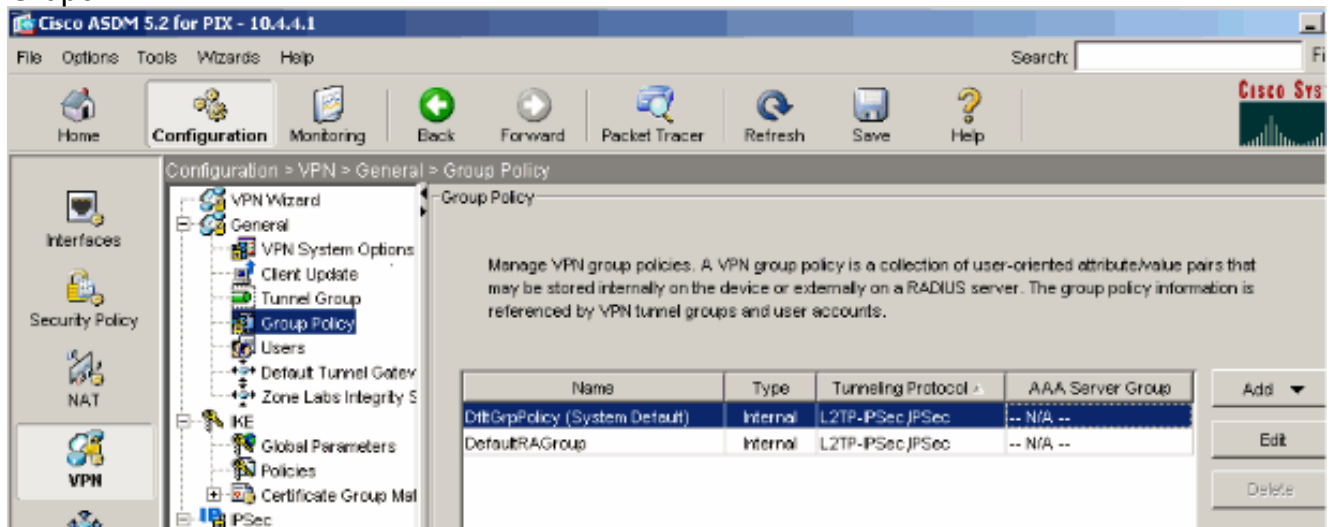 Cisco ASDM 5.2 for PIX - 10.4.4.1
File Options Tools Wizards Help Search: Fi
Home Configuration Monitoring Back Forward Packet Tracer Refresh Save Help
CISCO SYS
Configuration > VPN > General > Group Policy
Interfaces
Security Policy
NAT
VPN
VPN Wizard
General
VPN System Options
Client Update
Tunnel Group
Group Policy
Users
Default Tunnel Gatew
Zone Labs Integrity S
IKE
Global Parameters
Policies
Certificate Group Mat
IPSec
Group Policy
Manage VPN group policies. A VPN group policy is a collection of user-oriented attribute/value pairs that
may be stored internally on the device or externally on a RADIUS server. The group policy information is
referenced by VPN tunnel groups and user accounts.
Name Type Tunneling Protocol AAA Server Group
DfltGrpPolicy (System Default) Internal L2TP-IPSec,IPSec -- N/A --
DefaultRAGroup Internal L2TP-IPSec,IPSec -- N/A --
Add
Edit
Delete